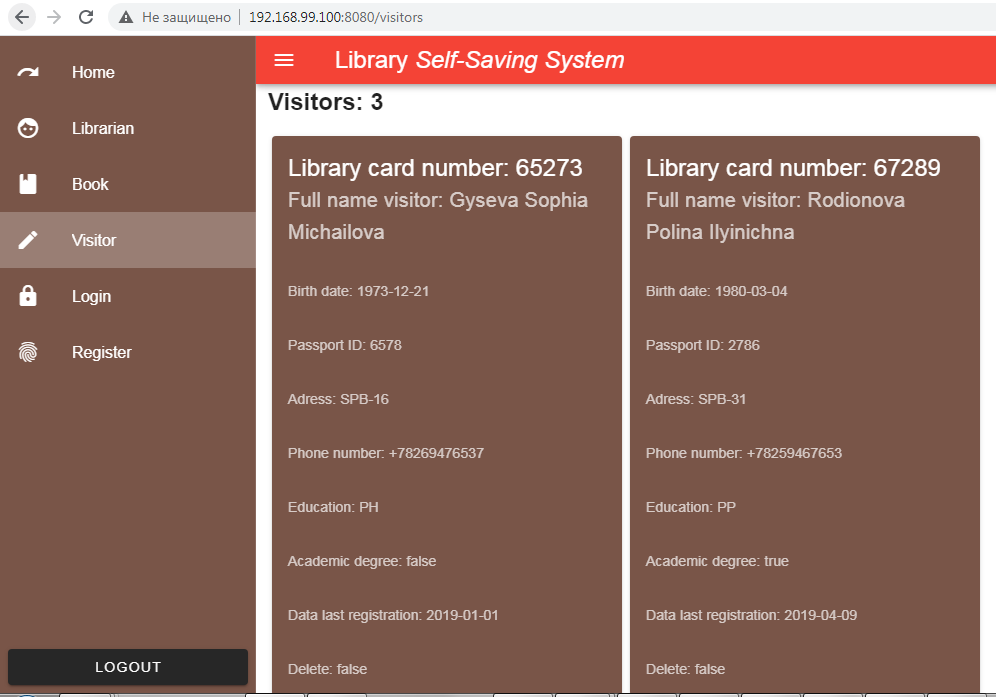 Не защищено
192.168.99.100:8080/visitors
Home
Librarian
Book
Visitor
Login
Register
LOGOUT
Library Self-Saving System
Visitors: 3
Library card number: 65273
Full name visitor: Gyseva Sophia
Michailova
Birth date: 1973-12-21
Passport ID: 6578
Adress: SPB-16
Phone number: +78269476537
Education: PH
Academic degree: false
Data last registration: 2019-01-01
Delete: false
Library card number: 67289
Full name visitor: Rodionova
Polina Ilyinichna
Birth date: 1980-03-04
Passport ID: 2786
Adress: SPB-31
Phone number: +78259467653
Education: PP
Academic degree: true
Data last registration: 2019-04-09
Delete: false